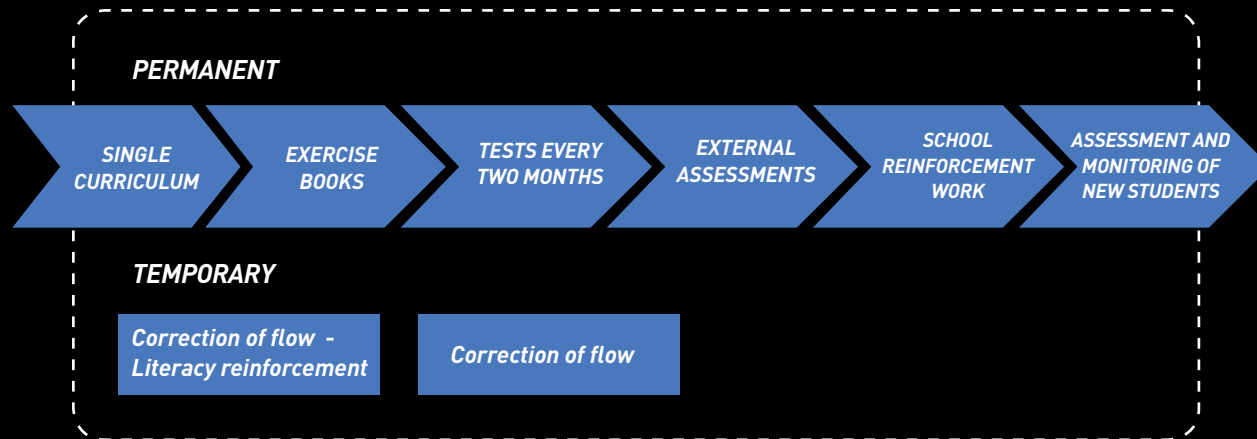 PERMANENT
SINGLE
CURRICULUM
EXERCISE
BOOKS
TESTS EVERY
TWO MONTHS
EXTERNAL
ASSESSMENTS
SCHOOL
REINFORCEMENT
WORK
ASSESSMENT AND
MONITORING OF
NEW STUDENTS
TEMPORARY
Correction of flow -
Literacy reinforcement
Correction of flow